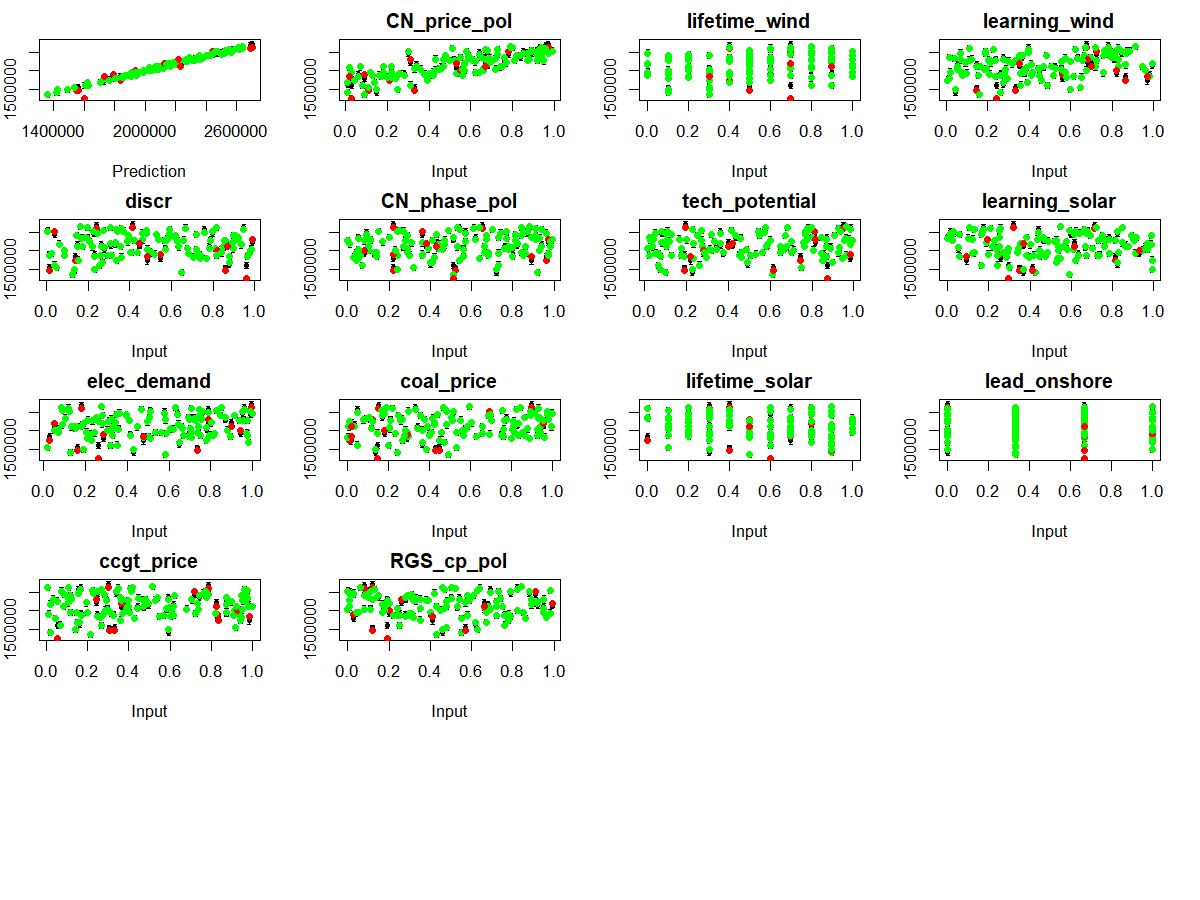 CN_price_pol lifetime_wind learning_wind
1500000 1500000 1500000 1500000
1400000 2000000 2600000 0.0 0.2 0.4 0.6 0.8 1.0 0.0 0.2 0.4 0.6 0.8 1.0 0.0 0.2 0.4 0.6 0.8 1.0
Prediction Input Input Input
discr CN_phase_pol tech_potential learning_solar
1500000 1500000 1500000 1500000
0.0 0.2 0.4 0.6 0.8 1.0 0.0 0.2 0.4 0.6 0.8 1.0 0.0 0.2 0.4 0.6 0.8 1.0 0.0 0.2 0.4 0.6 0.8 1.0
Input Input Input Input
elec_demand coal_price lifetime_solar lead_onshore
1500000 1500000 1500000 1500000
0.0 0.2 0.4 0.6 0.8 1.0 0.0 0.2 0.4 0.6 0.8 1.0 0.0 0.2 0.4 0.6 0.8 1.0 0.0 0.2 0.4 0.6 0.8 1.0
Input Input Input Input
ccgt_price RGS_cp_pol
1500000 1500000
0.0 0.2 0.4 0.6 0.8 1.0 0.0 0.2 0.4 0.6 0.8 1.0
Input Input